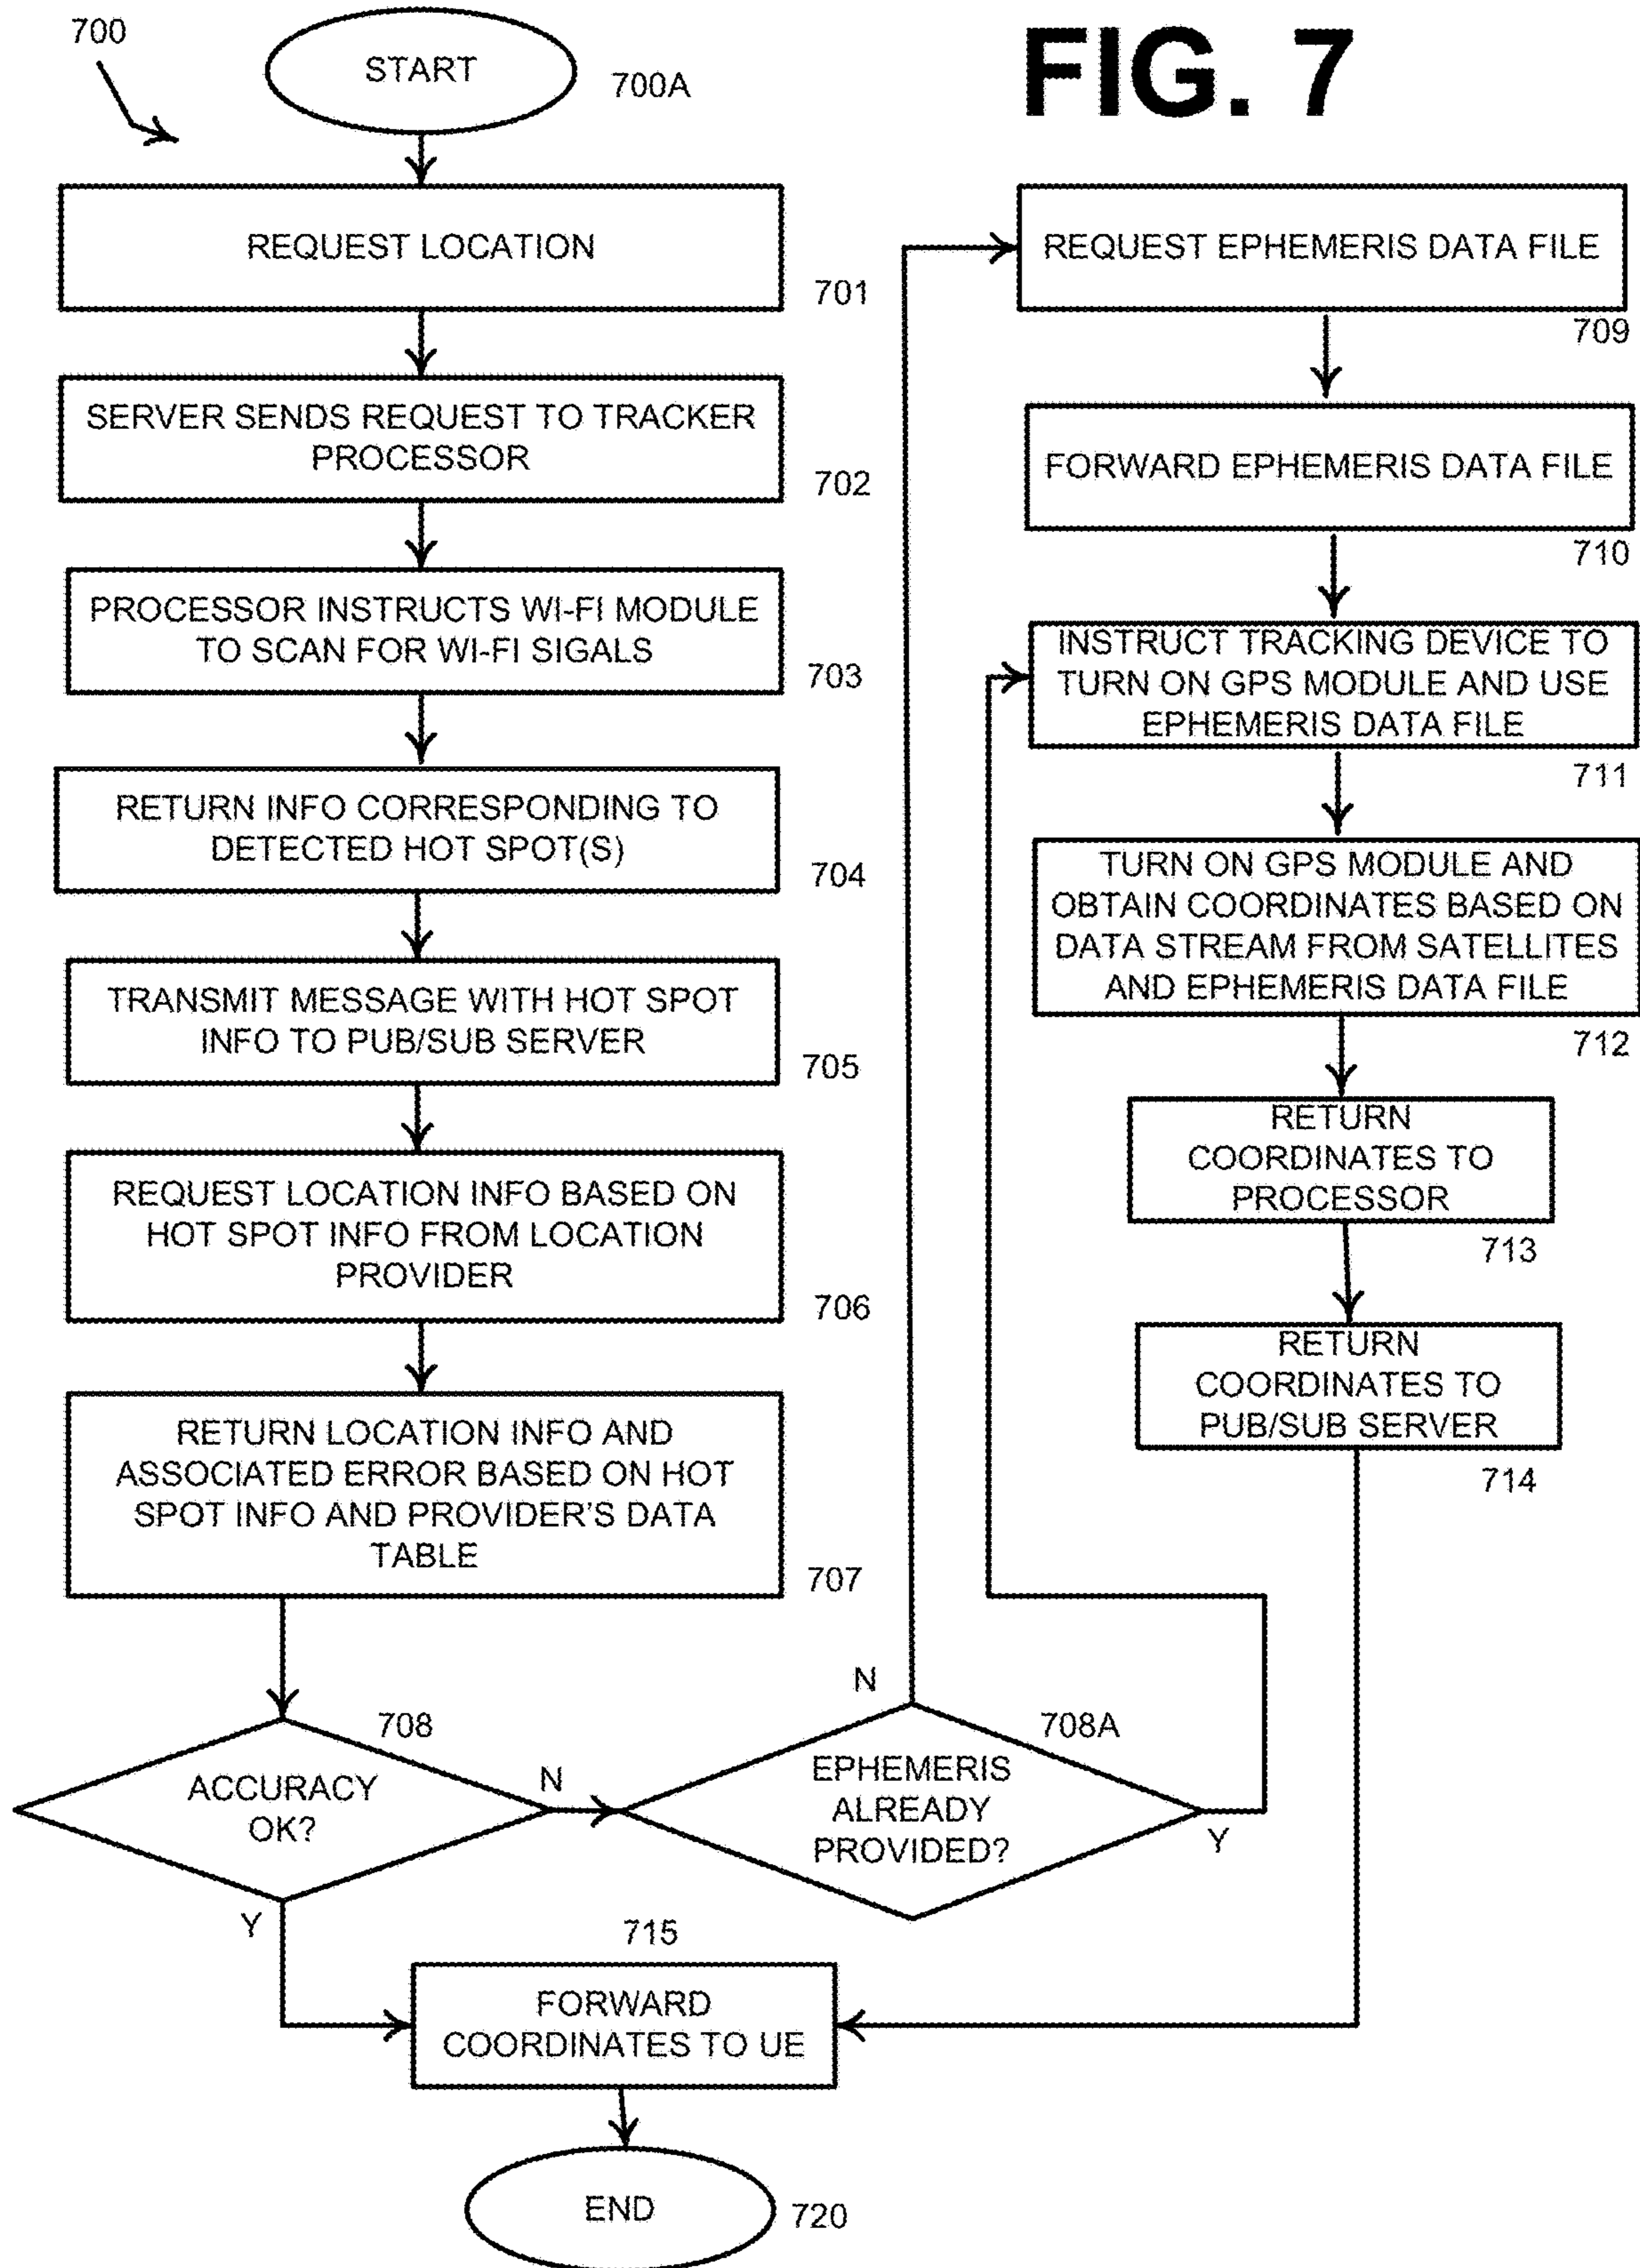 700
START
700A
FIG. 7
REQUEST LOCATION
701
SERVER SENDS REQUEST TO TRACKER
PROCESSOR
702
PROCESSOR INSTRUCTS WI-FI MODULE
TO SCAN FOR WI-FI SIGALS
703
RETURN INFO CORRESPONDING TO
DETECTED HOT SPOT(S)
704
TRANSMIT MESSAGE WITH HOT SPOT
INFO TO PUB/SUB SERVER
705
REQUEST LOCATION INFO BASED ON
HOT SPOT INFO FROM LOCATION
PROVIDER
706
RETURN LOCATION INFO AND
ASSOCIATED ERROR BASED ON HOT
SPOT INFO AND PROVIDER'S DATA
TABLE
707
708
ACCURACY
OK?
N
Y
N
708A
EPHEMERIS
ALREADY
PROVIDED?
Y
REQUEST EPHEMERIS DATA FILE
709
FORWARD EPHEMERIS DATA FILE
710
INSTRUCT TRACKING DEVICE TO
TURN ON GPS MODULE AND USE
EPHEMERIS DATA FILE
711
TURN ON GPS MODULE AND
OBTAIN COORDINATES BASED ON
DATA STREAM FROM SATELLITES
AND EPHEMERIS DATA FILE
712
RETURN
COORDINATES TO
PROCESSOR
713
RETURN
COORDINATES TO
PUB/SUB SERVER
714
715
FORWARD
COORDINATES TO UE
END
720